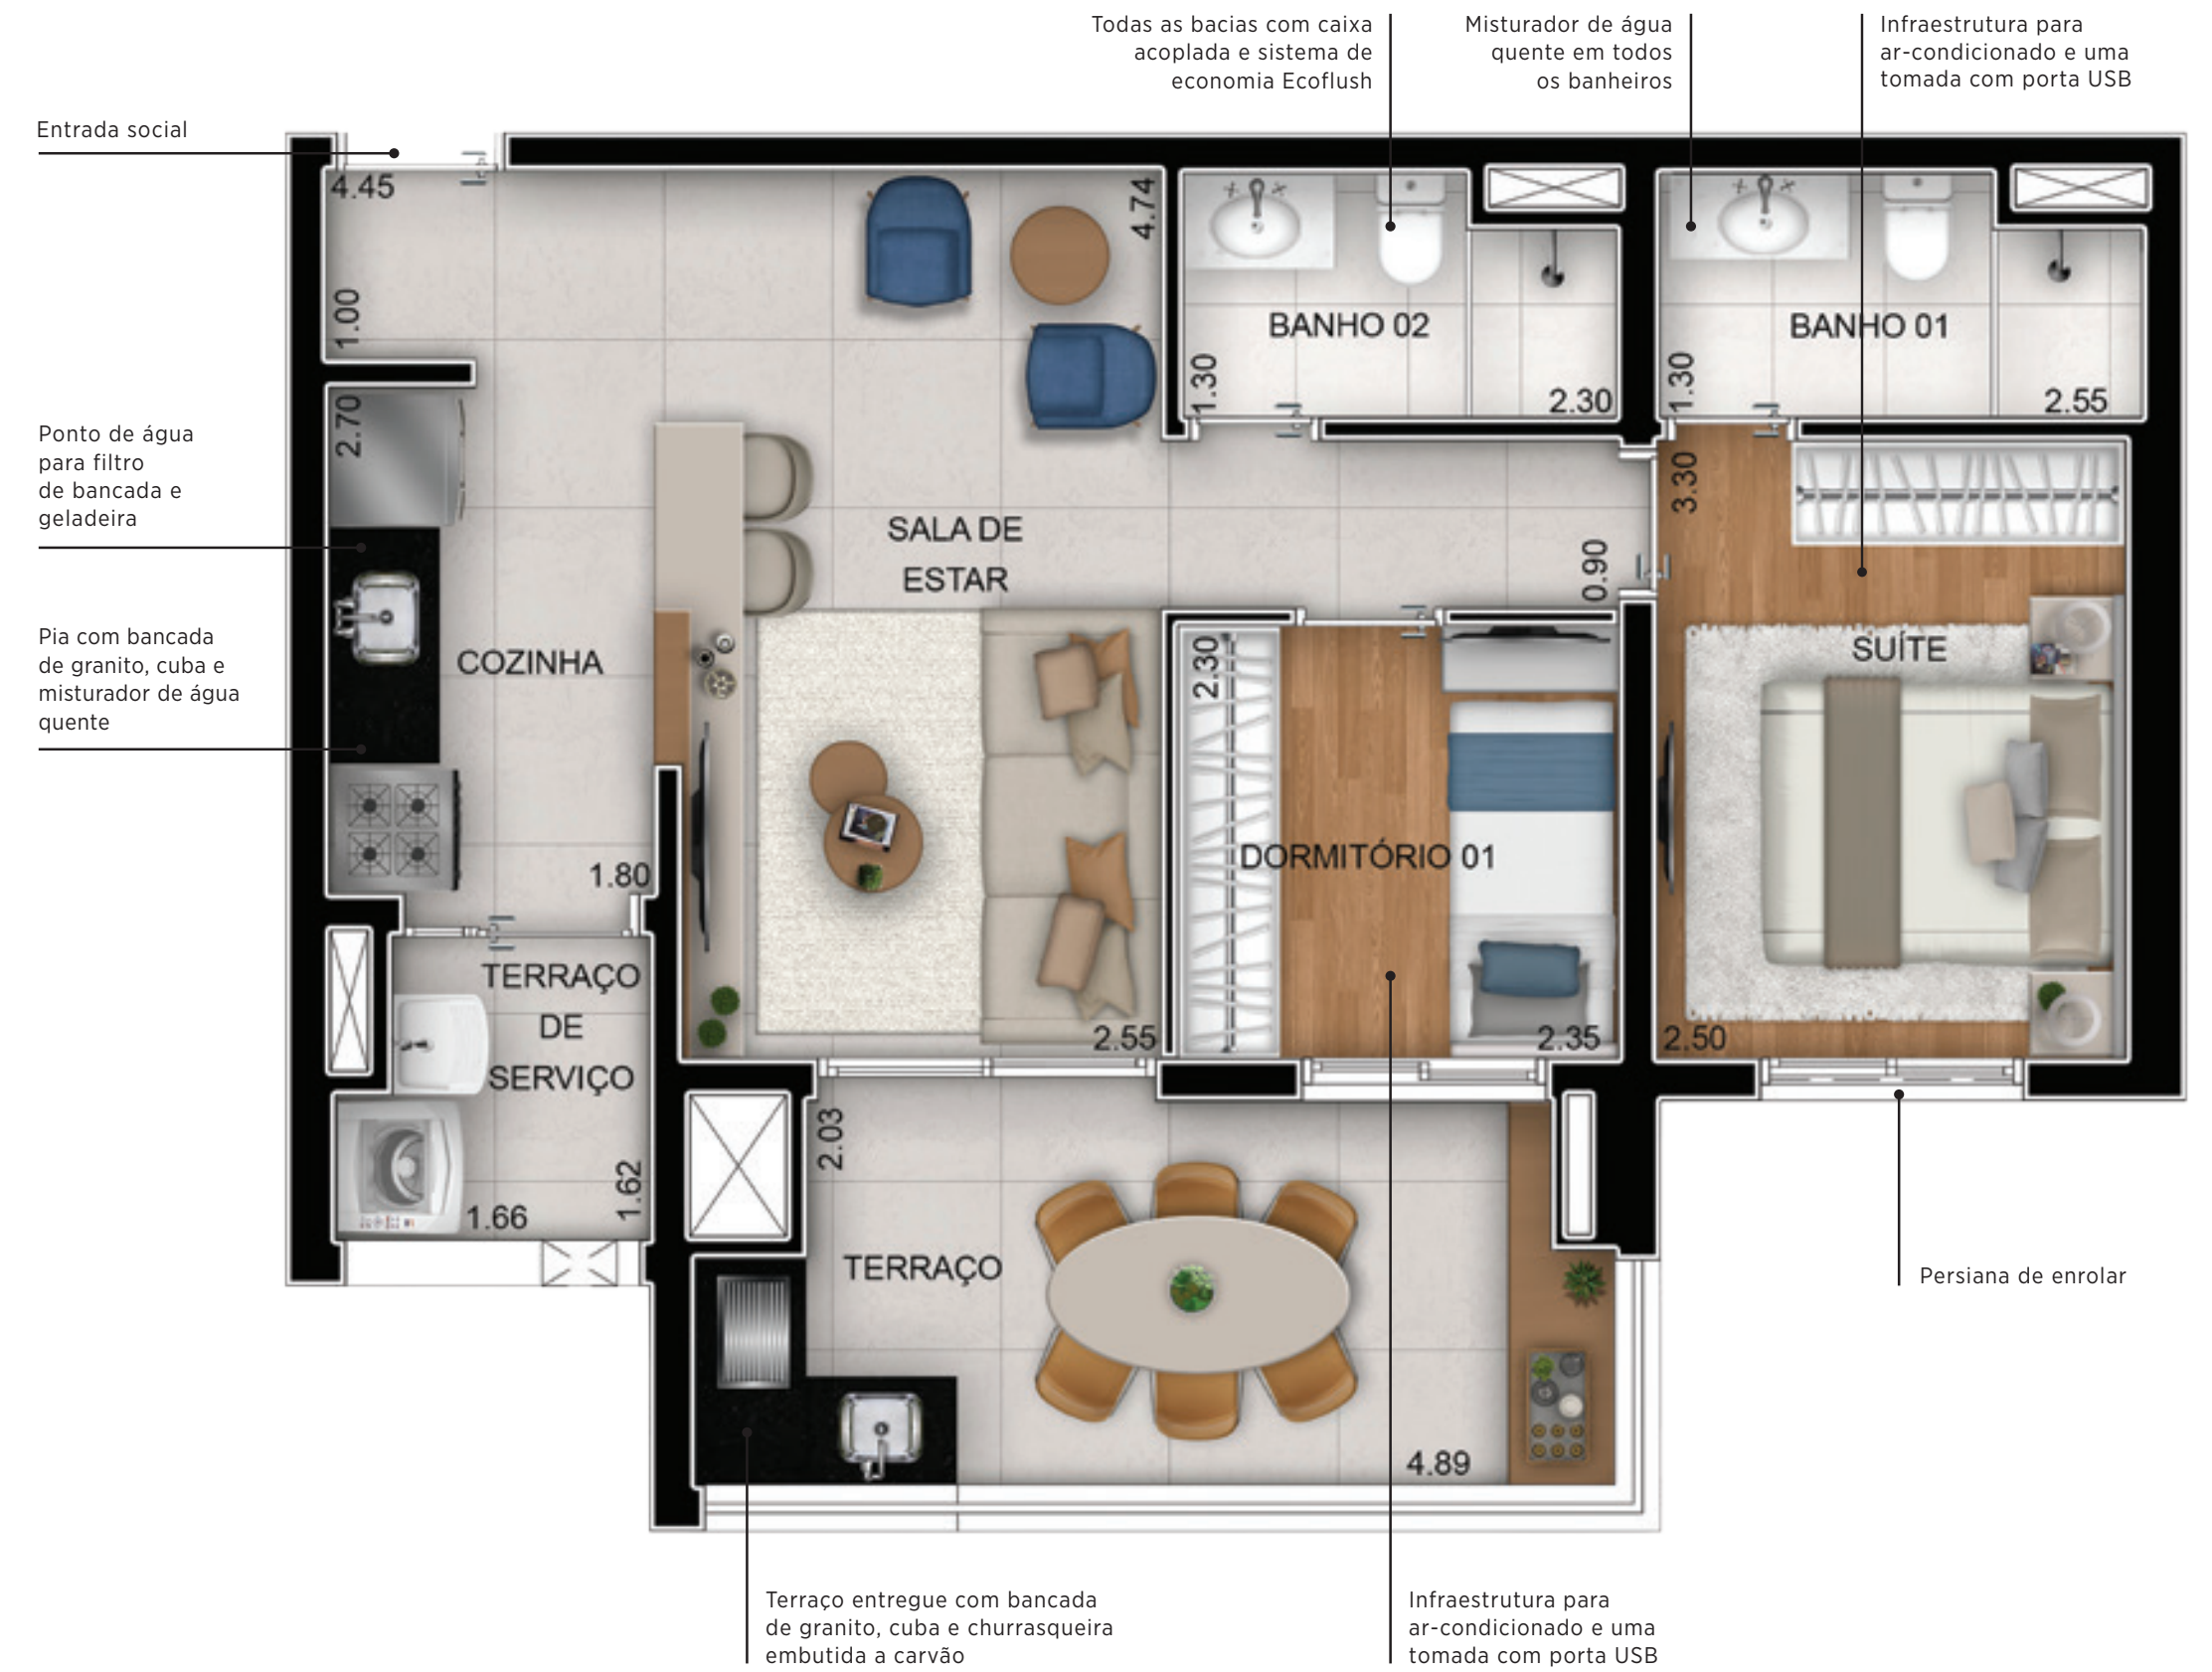 Todas as bacias com caixa
acoplada e sistema de
economia Ecoflush
Misturador de água
quente em todos
os banheiros
Infraestrutura para
ar-condicionado e uma
tomada com porta USB
Entrada social
4.45
4.74
1.00
BANHO 02
1.30
2.30
BANHO 01
1.30
2.55
Ponto de água
para filtro
de bancada e
geladeira
2.70
3.30
SALA DE
ESTAR
0.90
Pia com bancada
de granito, cuba e
misturador de água
quente
COZINHA
2.30
SUÍTE
DORMITÓRIO 01
1.80
2.55
2.35
2.50
TERRAÇO
DE
SERVIÇO
2.03
1.62
1.66
TERRAÇO
4.89
Persiana de enrolar
Terraço entregue com bancada
de granito, cuba e churrasqueira
embutida a carvão
Infraestrutura para
ar-condicionado e uma
tomada com porta USB